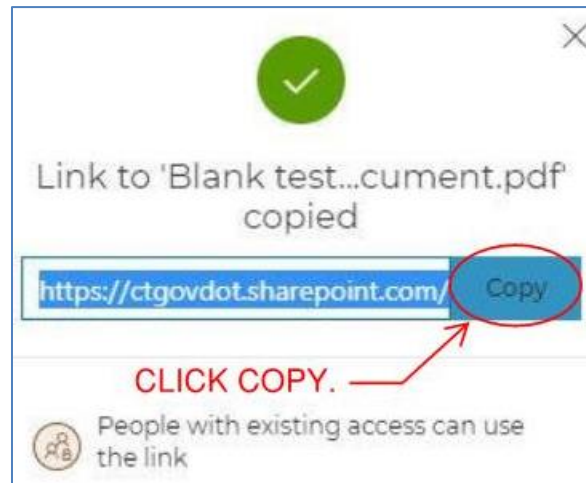 Link to 'Blank test...cument.pdf'
copied
https://ctgovdot.sharepoint.com/ Copy
CLICK COPY.
People with existing access can use
the link